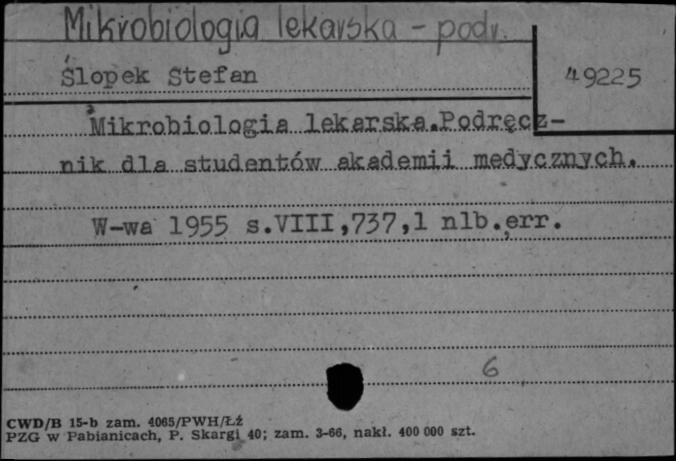 Mikrobiologia lekarska - podr.
Ślopek Stefan
49225
Mikrobiologia lekarska.Podręcz-
nik dla studentów akademii medycznych.
W-wa 1955 s.VIII,737,1 nlb.err.
6
CWD/B 15-b zam. 4065/PWH/Łź
PZG w Pabianicach, P. Skargi 40; zam. 3-66, nakł. 400 000 szt.